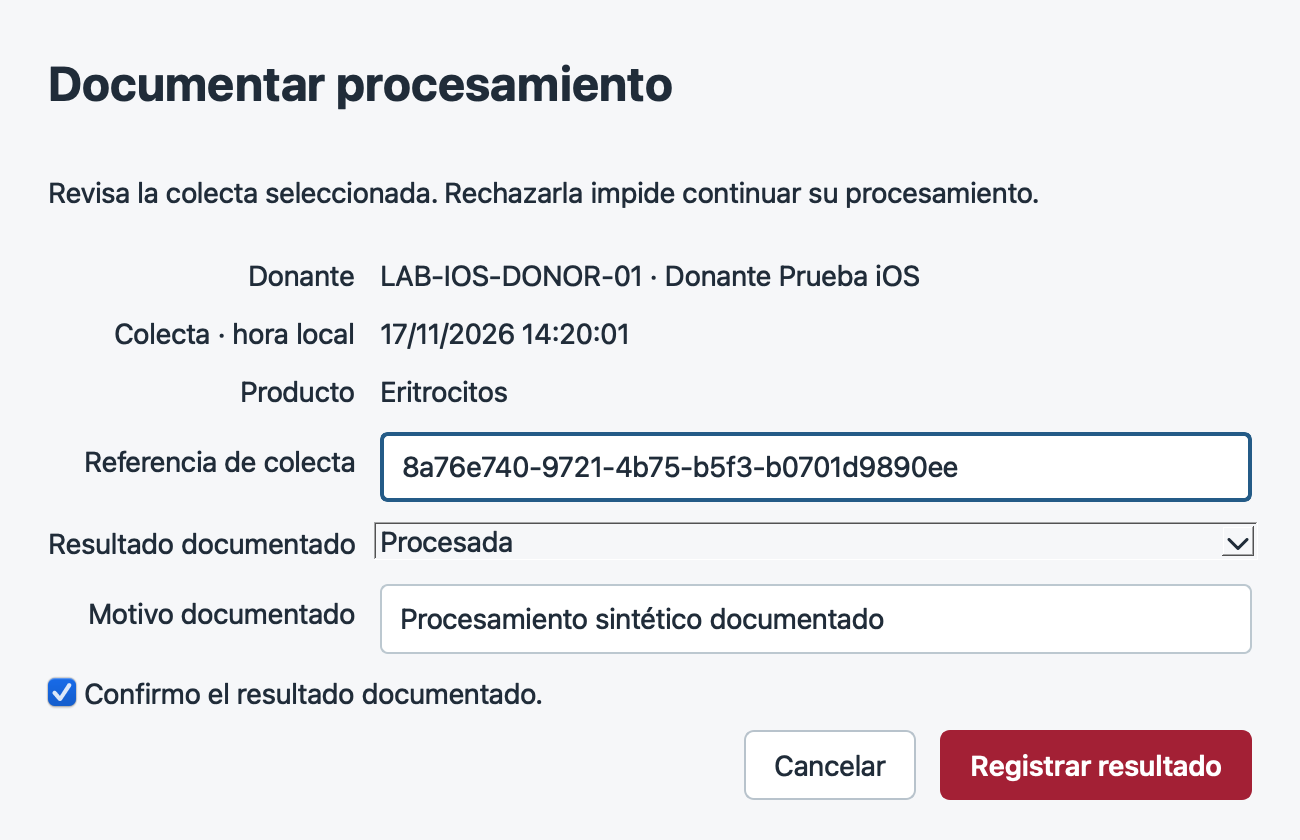 Documentar procesamiento
Revisa la colecta seleccionada. Rechazarla impide continuar su procesamiento.
Donante LAB-IOS-DONOR-01 · Donante Prueba iOS
Colecta · hora local 17/11/2026 14:20:01
Producto Eritrocitos
Referencia de colecta 8a76e740-9721-4b75-b5f3-b0701d9890ee
Resultado documentado Procesada
Motivo documentado Procesamiento sintético documentado
Confirmo el resultado documentado.
Cancelar Registrar resultado